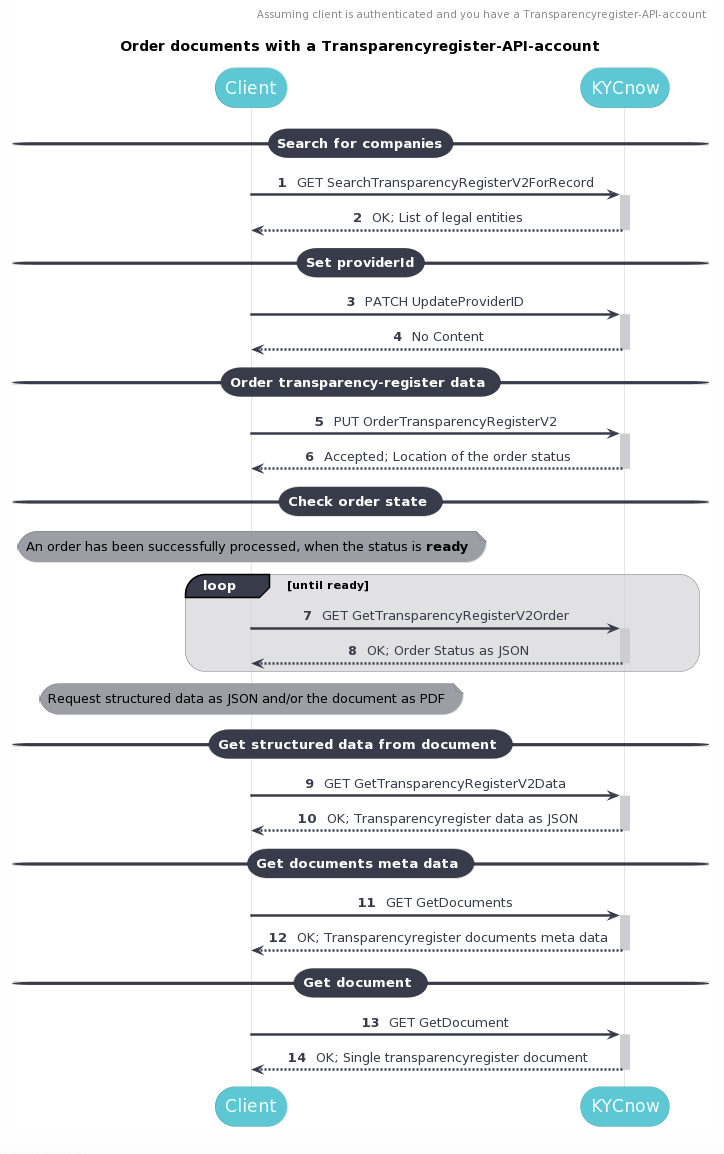 Assuming client is authenticated and you have a Transparencyregister-API-account
Order documents with a Transparencyregister-API-account
Client KYCnow
Search for companies
1 GET SearchTransparencyRegisterV2ForRecord
2 OK; List of legal entities
Set providerId
3 PATCH UpdateProviderID
4 No Content
Order transparency-register data
5 PUT OrderTransparencyRegisterV2
6 Accepted; Location of the order status
Check order state
An order has been successfully processed, when the status is ready
loop [until ready]
7 GET GetTransparencyRegisterV2Order
8 OK; Order Status as JSON
Request structured data as JSON and/or the document as PDF
Get structured data from document
9 GET GetTransparencyRegisterV2Data
10 OK; Transparencyregister data as JSON
Get documents meta data
11 GET GetDocuments
12 OK; Transparencyregister documents meta data
Get document
13 GET GetDocument
14 OK; Single transparencyregister document
Client KYCnow